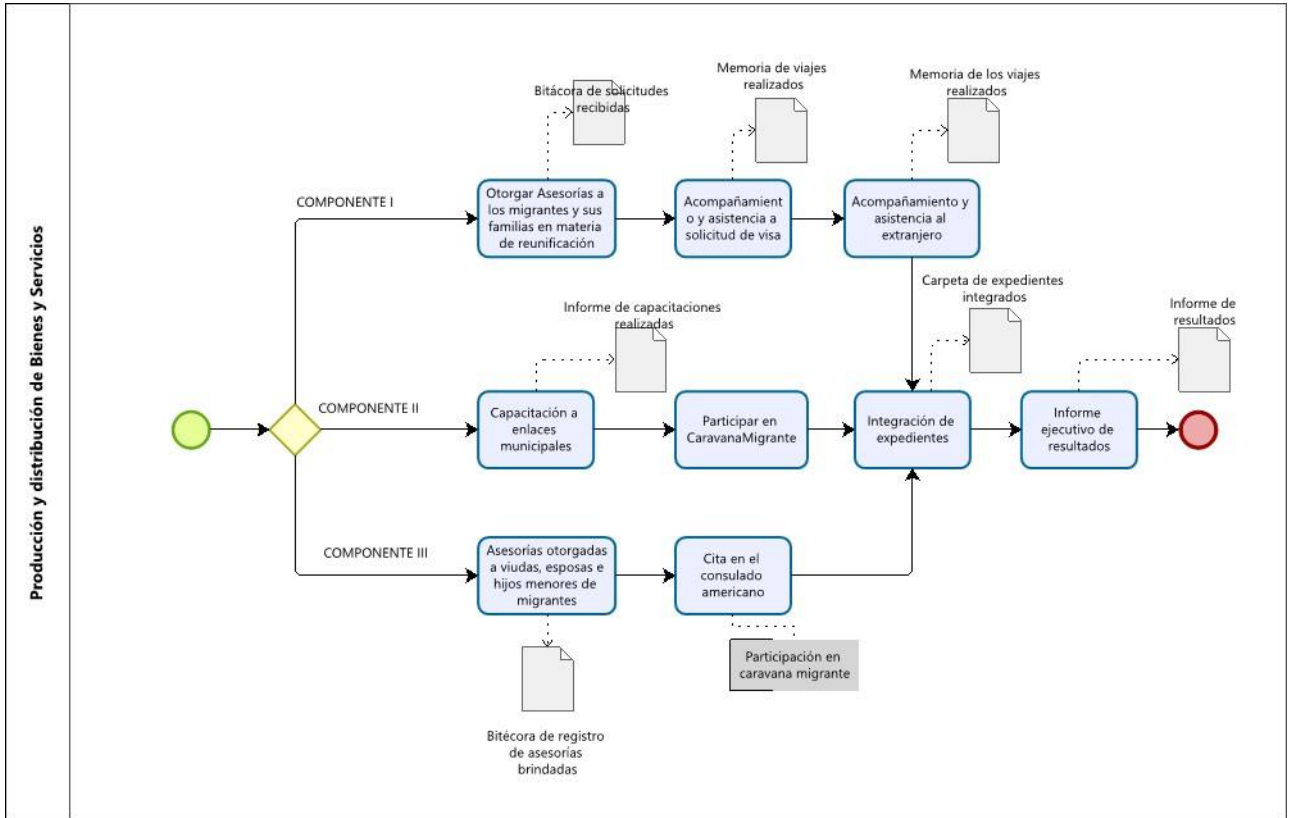 Producción y distribución de Bienes y Servicios
Bitácora de solicitudes
recibidas
Memoria de viajes
realizados
Memoria de los viajes
realizados
COMPONENTE I
Otorgar Asesorías a
los migrantes y sus
familias en materia
de reunificación
Acompañamient
o y asistencia a
solicitud de visa
Acompañamiento y
asistencia al
extranjero
Informe de capacitaciones
realizadas
Carpeta de expedientes
integrados
Informe de
resultados
COMPONENTE II
Capacitación a
enlaces
municipales
Participar en
CaravanaMigrante
Integración de
expedientes
Informe
ejecutivo de
resultados
COMPONENTE III
Asesorías otorgadas
a viudas, esposas e
hijos menores de
migrantes
Cita en el
consulado
americano
Participación en
caravana migrante
Bitécora de registro
de asesorías
brindadas